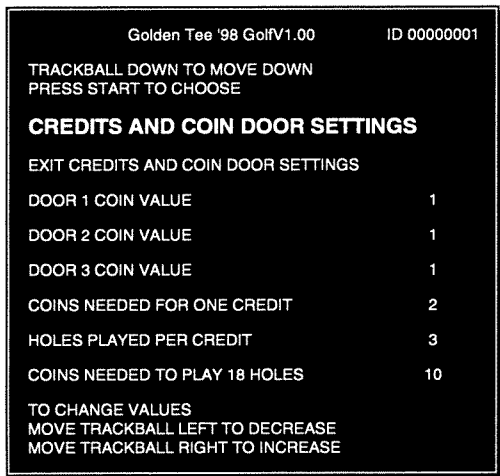 Golden Tee '98 GolfV1.00 ID 00000001
TRACKBALL DOWN TO MOVE DOWN
PRESS START TO CHOOSE
CREDITS AND COIN DOOR SETTINGS
EXIT CREDITS AND COIN DOOR SETTINGS
DOOR 1 COIN VALUE 1
DOOR 2 COIN VALUE 1
DOOR 3 COIN VALUE 1
COINS NEEDED FOR ONE CREDIT 2
HOLES PLAYED PER CREDIT 3
COINS NEEDED TO PLAY 18 HOLES 10
TO CHANGE VALUES
MOVE TRACKBALL LEFT TO DECREASE
MOVE TRACKBALL RIGHT TO INCREASE